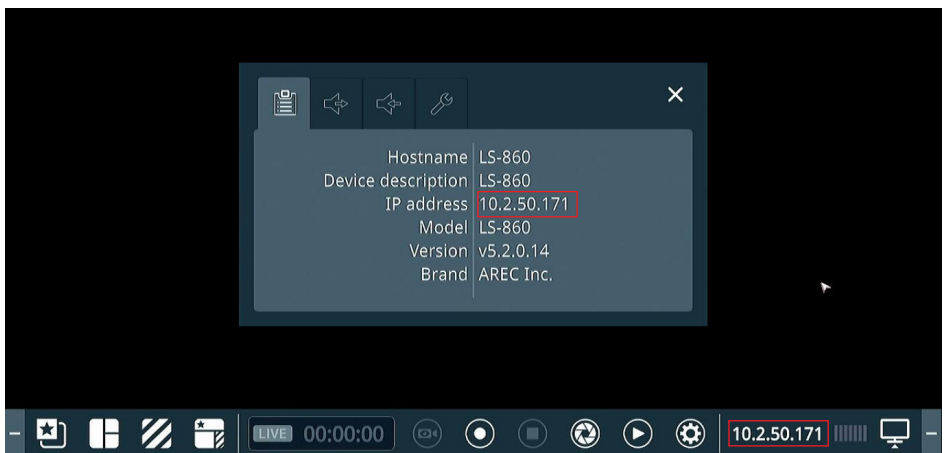 Hostname LS-860
Device description LS-860
IP address 10.2.50.171
Model LS-860
Version v5.2.0.14
Brand AREC Inc.
LIVE 00:00:00 10.2.50.171